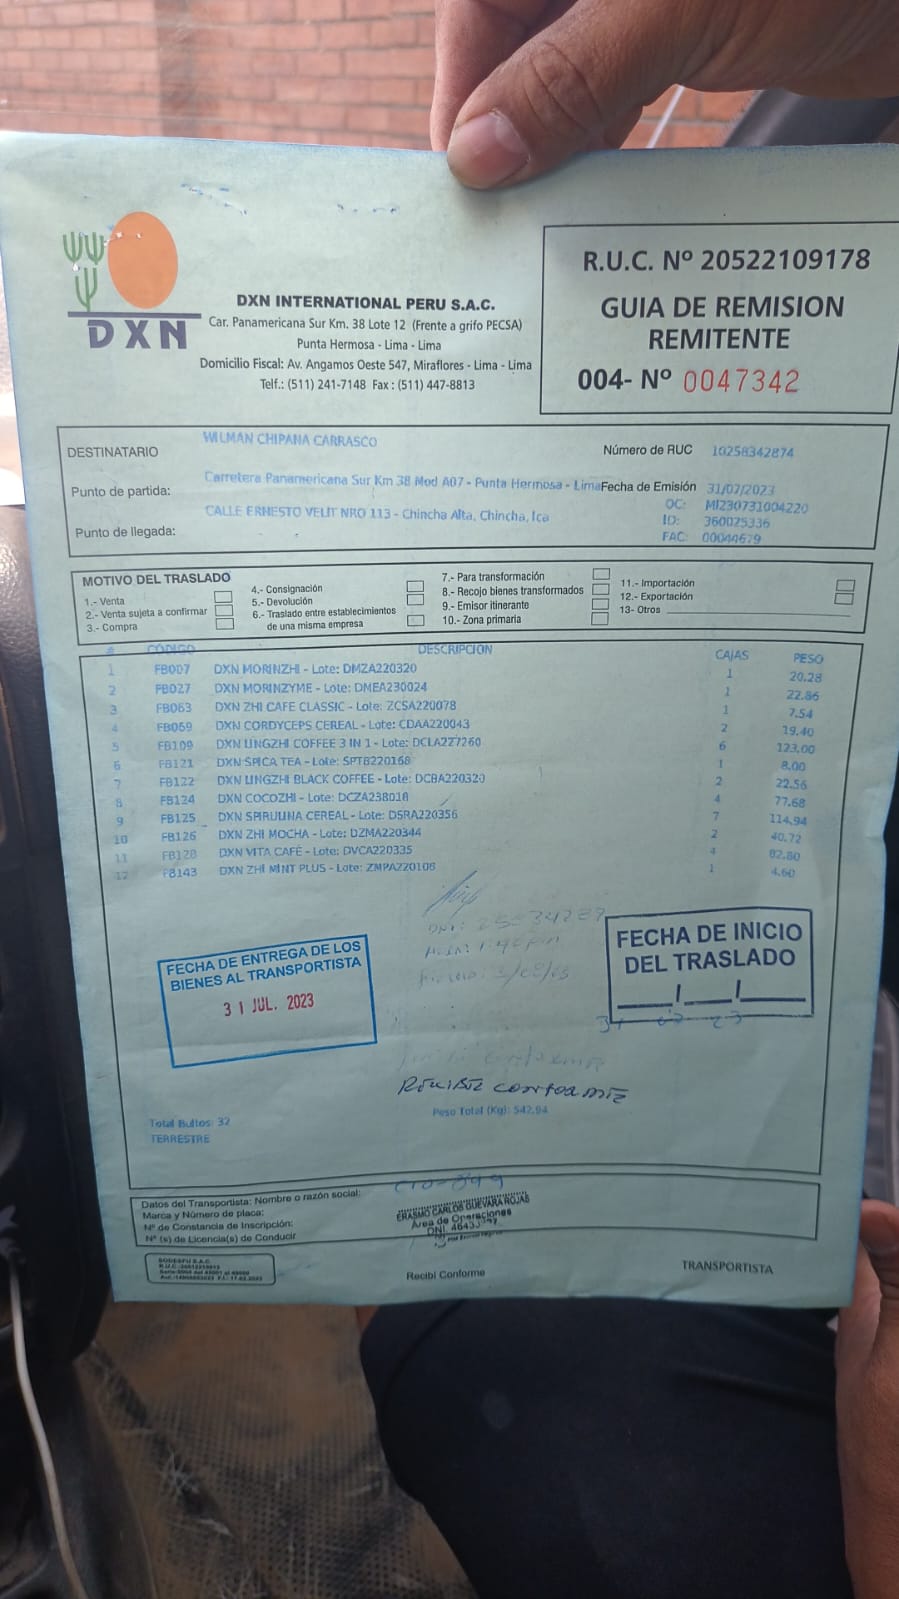 DXN
DXN INTERNATIONAL PERU S.A.C.
Car. Panamericana Sur Km. 38 Lote 12 (Frente a grifo PECSA)
Punta Hermosa - Lima - Lima
Domicilio Fiscal: Av. Angamos Oeste 547, Miraflores - Lima - Lima
Telf.: (511) 241-7148 Fax : (511) 447-8813
R.U.C. Nº 20522109178
GUIA DE REMISION
REMITENTE
004- Nº 0047342
DESTINATARIO WILMAN CHIPANA CARRASCO Número de RUC 10258342874
Punto de partida: Carretera Panamericana Sur Km 38 Mod A07 - Punta Hermosa - Lima Fecha de Emisión 31/07/2023
OC: MI230731004220
Punto de llegada: CALLE ERNESTO VELIT NRO 113 - Chincha Alta, Chincha, Ica ID: 360025336
FAC: 00044679
MOTIVO DEL TRASLADO
1.- Venta
2.- Venta sujeta a confirmar
3.- Compra
4.- Consignación
5.- Devolución
6.- Traslado entre establecimientos
de una misma empresa
7.- Para transformación
8.- Recojo bienes transformados
9.- Emisor itinerante
10.- Zona primaria
11.- Importación
12.- Exportación
13- Otros
# CODIGO DESCRIPCION CAJAS PESO
1 FB007 DXN MORINZHI - Lote: DMZA220320 1 20.28
2 FB027 DXN MORINZYME - Lote: DMEA230024 1 22.86
3 FB063 DXN ZHI CAFE CLASSIC - Lote: ZCSA220078 1 7.54
4 FB069 DXN CORDYCEPS CEREAL - Lote: CDAA220043 2 19.40
5 FB109 DXN LINGZHI COFFEE 3 IN 1 - Lote: DCLA227260 6 123.00
6 FB121 DXN SPICA TEA - Lote: SPTB220168 1 8.00
7 FB122 DXN LINGZHI BLACK COFFEE - Lote: DCBA220320 2 22.56
8 FB124 DXN COCOZHI - Lote: DCZA238018 4 77.68
9 FB125 DXN SPIRULINA CEREAL - Lote: DSRA220356 7 114.94
10 FB126 DXN ZHI MOCHA - Lote: DZMA220344 2 40.72
11 FB128 DXN VITA CAFÉ - Lote: DVCA220335 4 82.80
12 FB143 DXN ZHI MINT PLUS - Lote: ZMPA220108 1 4.60
FECHA DE ENTREGA DE LOS
BIENES AL TRANSPORTISTA
31 JUL. 2023
FECHA DE INICIO
DEL TRASLADO
31 07 23
Recibi conforme
Total Bultos: 32 Peso Total (Kg): 542.94
TERRESTRE
Datos del Transportista: Nombre o razón social:
Marca y Número de placa:
Nº de Constancia de Inscripción:
Nº (s) de Licencia(s) de Conducir
ERASMO CARLOS GUEVARA ROJAS
Área de Operaciones
Recibí Conforme
TRANSPORTISTA